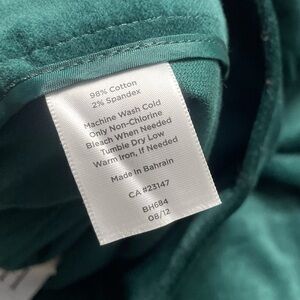 98% Cotton
2% Spandex
Machine Wash Cold
Only Non-Chlorine
Bleach When Needed
Tumble Dry Low
Warm Iron, If Needed
Made In Bahrain
CA #23147
BH684
08/12